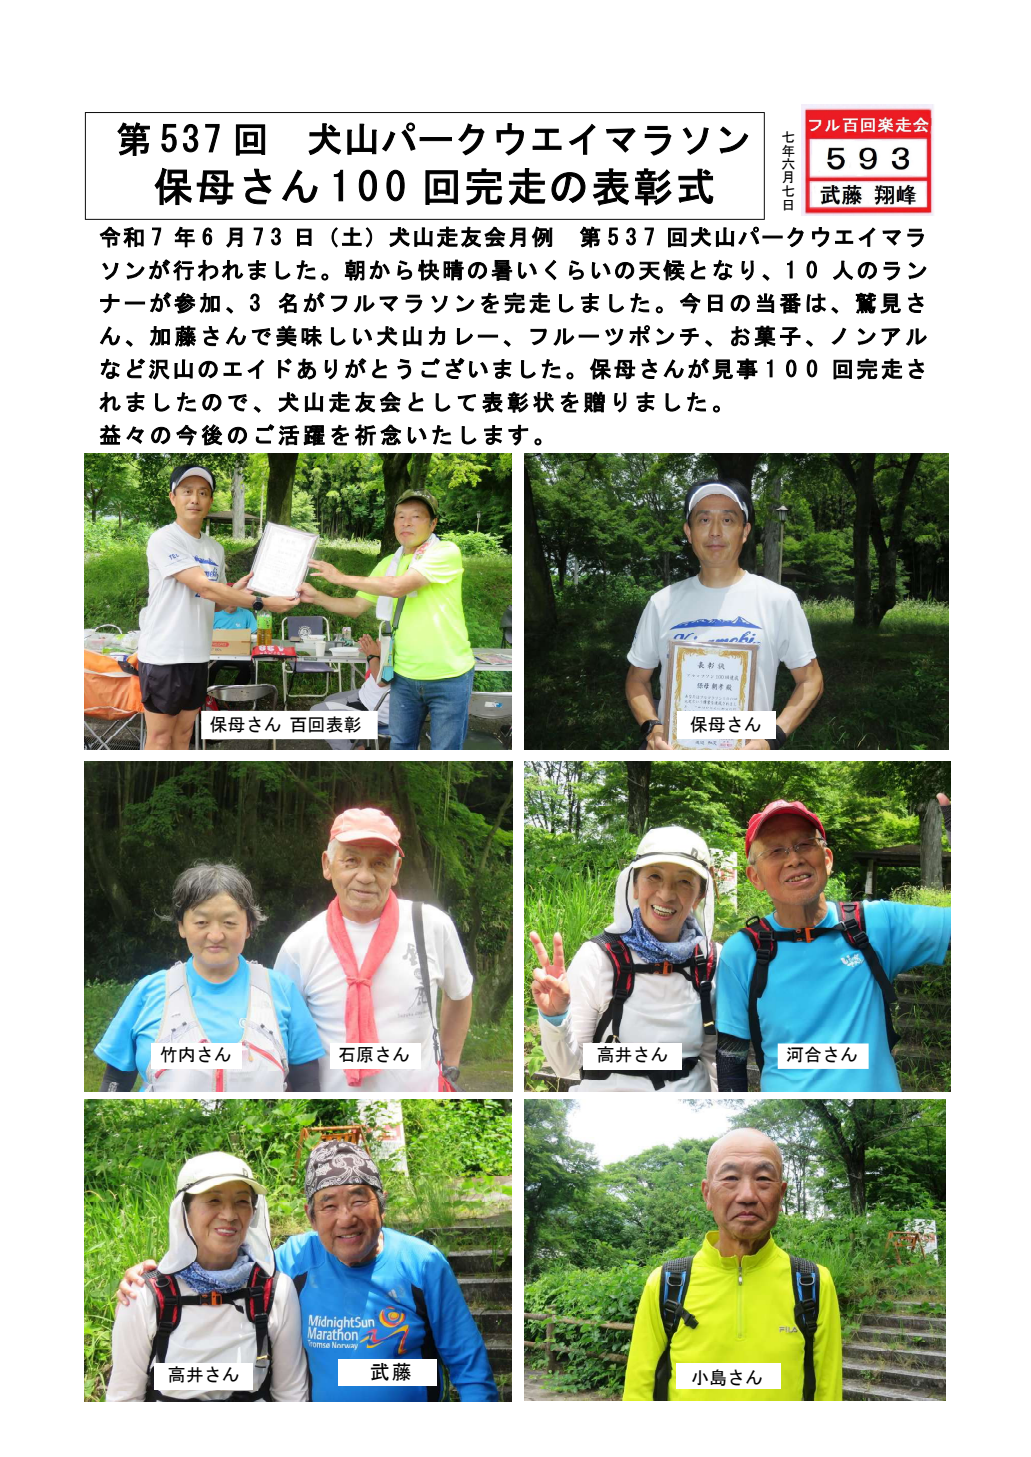 第537回　犬山パークウエイマラソン
保母さん100 回完走の表彰式
七年六月七日
フル百回楽走会
５９３
武藤 翔峰
令和7 年6 月73 日（土）犬山走友会月例　第537 回犬山パークウエイマラ
ソンが行われました。朝から快晴の暑いくらいの天候となり、10 人のラン
ナーが参加、3 名がフルマラソンを完走しました。今日の当番は、鷲見さ
ん、加藤さんで美味しい犬山カレー、フルーツポンチ、お菓子、ノンアル
など沢山のエイドありがとうございました。保母さんが見事100 回完走さ
れましたので、犬山走友会として表彰状を贈りました。
益々の今後のご活躍を祈念いたします。
保母さん 百回表彰
表彰状
保母さん
竹内さん
石原さん
高井さん
河合さん
MidnightSun
Marathon
Tromsø Norway
高井さん
武藤
FILA
小島さん